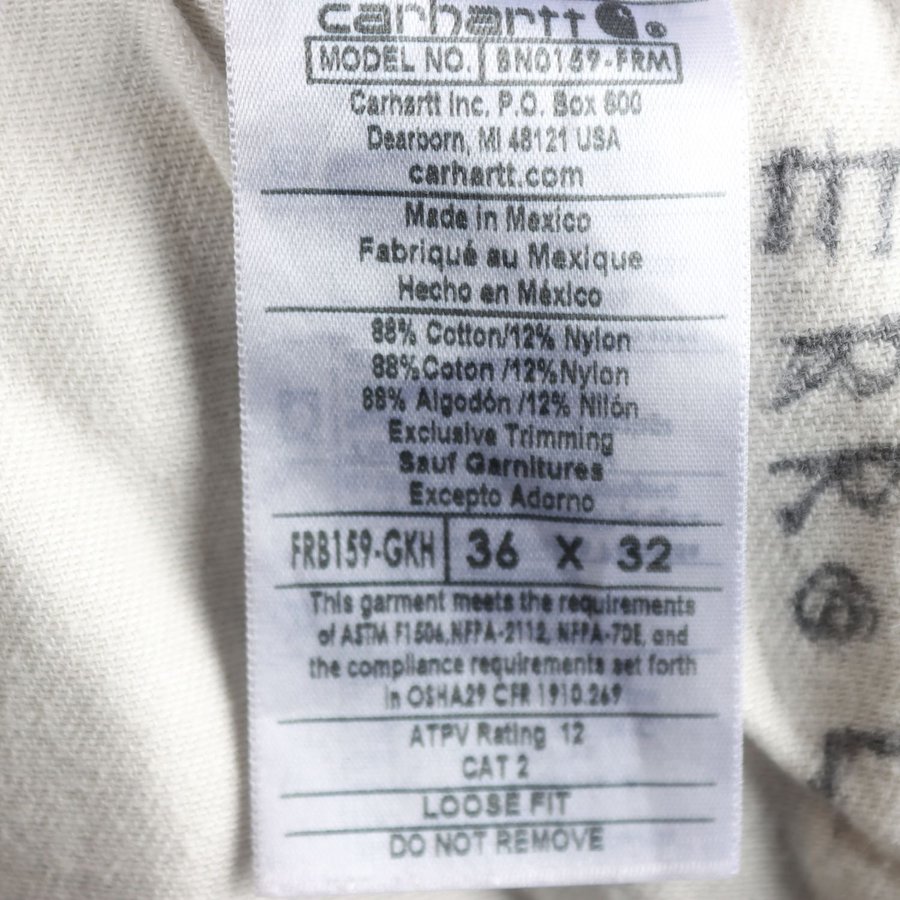 carhartt
MODEL NO. BN0159-FRM
Carhartt Inc. P.O. Box 600
Dearborn, MI 48121 USA
carhartt.com
Made in Mexico
Fabriqué au Mexique
Hecho en México
88% Cotton/12% Nylon
88%Coton /12%Nylon
88% Algodón /12% Nilón
Exclusive Trimming
Sauf Garnitures
Excepto Adorno
FRB159-GKH 36 X 32
This garment meets the requirements
of ASTM F1506,NFPA-2112, NFPA-70E, and
the compliance requirements set forth
in OSHA29 CFR 1910.269
ATPV Rating 12
CAT 2
LOOSE FIT
DO NOT REMOVE